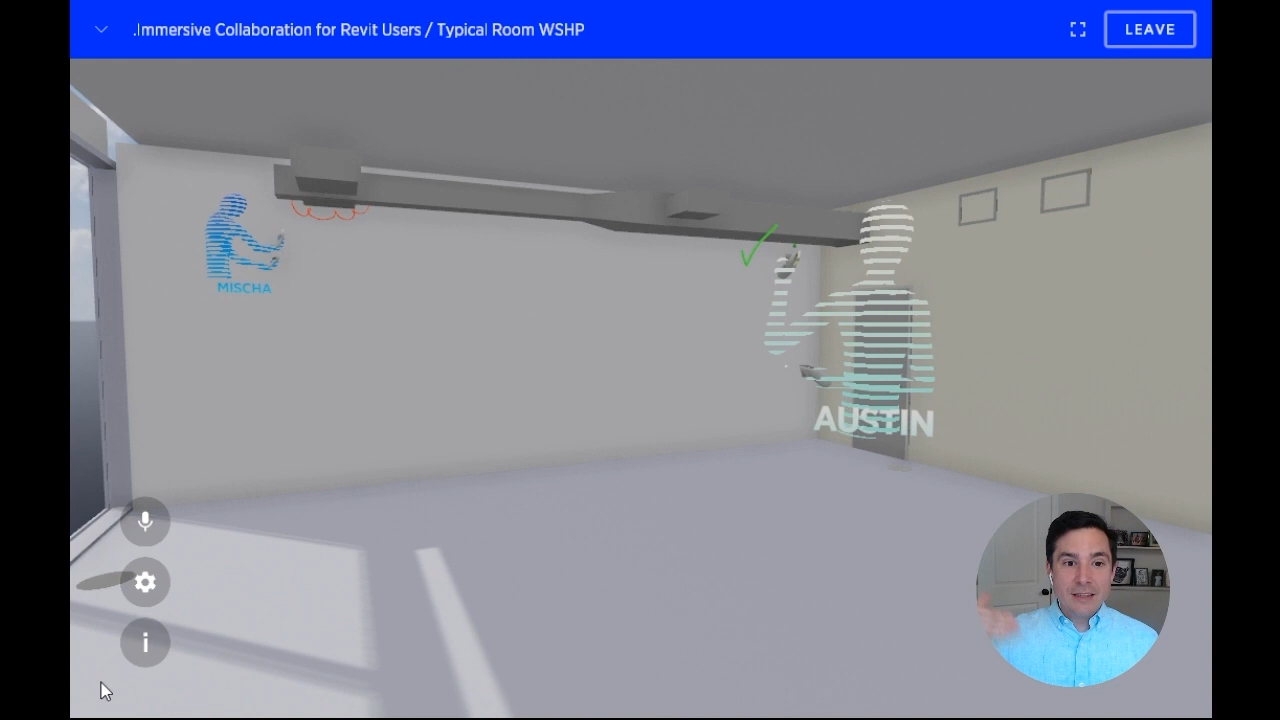 .Immersive Collaboration for Revit Users / Typical Room WSHP
LEAVE
MISCHA
AUSTIN